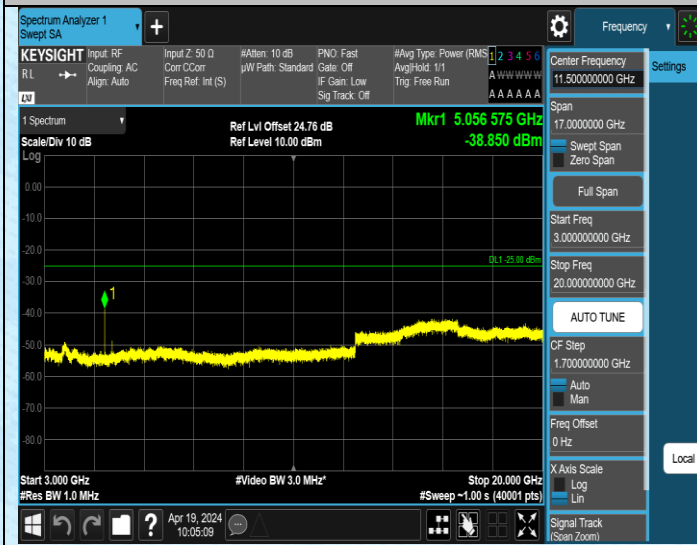 Spectrum Analyzer 1
Swept SA
+
Frequency
KEYSIGHT
RL
LXI
Input: RF
Coupling: AC
Align: Auto
Input Z: 50 Ω
Corr CCorr
Freq Ref: Int (S)
#Atten: 10 dB
µW Path: Standard
PNO: Fast
Gate: Off
IF Gain: Low
Sig Track: Off
#Avg Type: Power (RMS
Avg|Hold: 1/1
Trig: Free Run
1 2 3 4 5 6
A W W W W W
A A A A A A
1 Spectrum
Scale/Div 10 dB
Log
Ref Lvl Offset 24.76 dB
Ref Level 10.00 dBm
Mkr1 5.056 575 GHz
-38.850 dBm
0.00
-10.0
-20.0
-30.0
-40.0
-50.0
-60.0
-70.0
-80.0
DL1 -25.00 dBm
1
Start 3.000 GHz
#Res BW 1.0 MHz
#Video BW 3.0 MHz*
Stop 20.000 GHz
#Sweep ~1.00 s (40001 pts)
?
Apr 19, 2024
10:05:09
Center Frequency
11.500000000 GHz
Span
17.0000000 GHz
Swept Span
Zero Span
Full Span
Start Freq
3.000000000 GHz
Stop Freq
20.000000000 GHz
AUTO TUNE
CF Step
1.700000000 GHz
Auto
Man
Freq Offset
0 Hz
X Axis Scale
Log
Lin
Signal Track
(Span Zoom)
Settings
Local